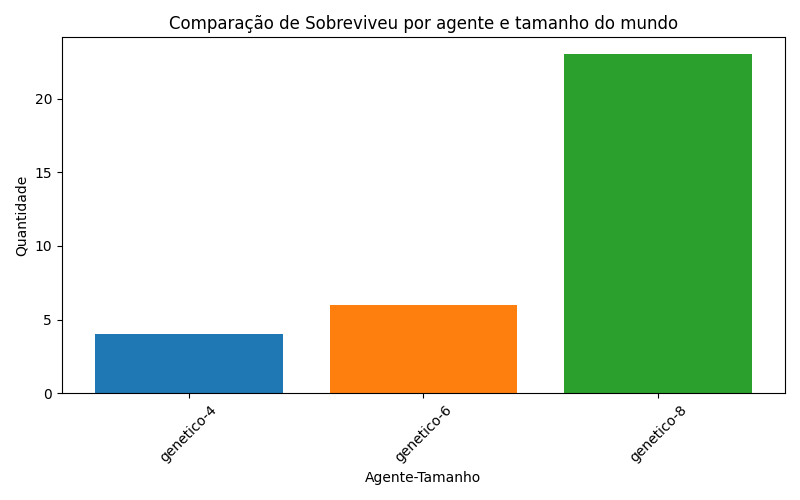 Comparação de Sobreviveu por agente e tamanho do mundo
Quantidade
20
15
10
5
0
genetico-4
genetico-6
genetico-8
Agente-Tamanho